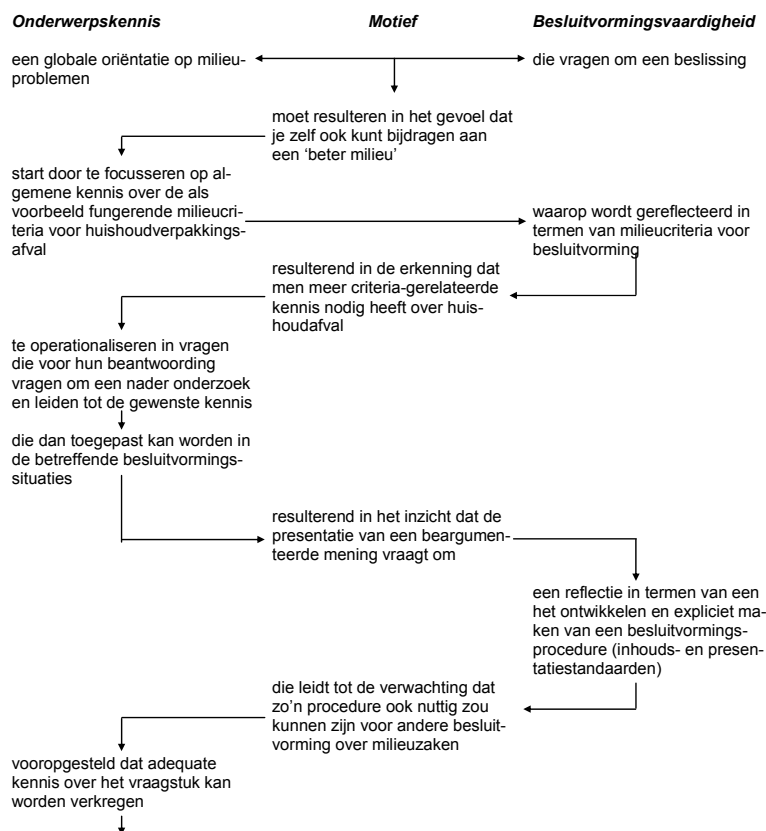 Onderwerpskennis
Motief
Besluitvormingsvaardigheid
een globale oriëntatie op milieu-
problemen
die vragen om een beslissing
moet resulteren in het gevoel dat
je zelf ook kunt bijdragen aan
een ‘beter milieu’
start door te focusseren op al-
gemene kennis over de als
voorbeeld fungerende milieucri-
teria voor huishoudverpakkings-
afval
waarop wordt gereflecteerd in
termen van milieucriteria voor
besluitvorming
resulterend in de erkenning dat
men meer criteria-gerelateerde
kennis nodig heeft over huis-
houdafval
te operationaliseren in vragen
die voor hun beantwoording
vragen om een nader onderzoek
en leiden tot de gewenste kennis
die dan toegepast kan worden in
de betreffende besluitvormings-
situaties
resulterend in het inzicht dat de
presentatie van een beargumen-
teerde mening vraagt om
een reflectie in termen van een
het ontwikkelen en expliciet ma-
ken van een besluitvormings-
procedure (inhouds- en presen-
tatiestandaarden)
die leidt tot de verwachting dat
zo’n procedure ook nuttig zou
kunnen zijn voor andere besluit-
vorming over milieuzaken
vooropgesteld dat adequate
kennis over het vraagstuk kan
worden verkregen